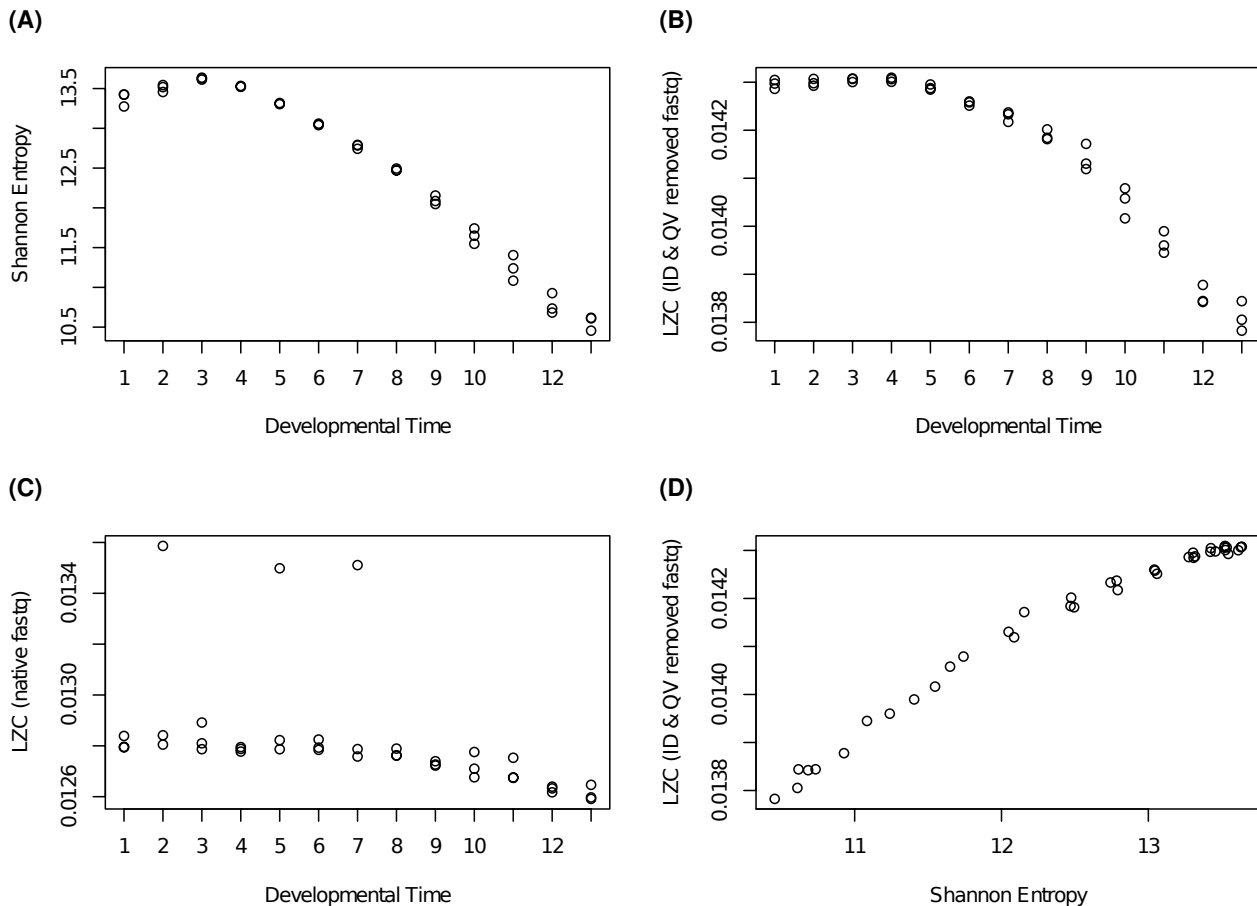 (A)
(B)
Shannon Entropy
13.5
12.5
11.5
10.5
1 2 3 4 5 6 7 8 9 10 12
Developmental Time
LZC (ID & QV removed fastq)
0.0142
0.0140
0.0138
1 2 3 4 5 6 7 8 9 10 12
Developmental Time
(C)
(D)
LZC (native fastq)
0.0134
0.0130
0.0126
1 2 3 4 5 6 7 8 9 10 12
Developmental Time
LZC (ID & QV removed fastq)
0.0142
0.0140
0.0138
11 12 13
Shannon Entropy